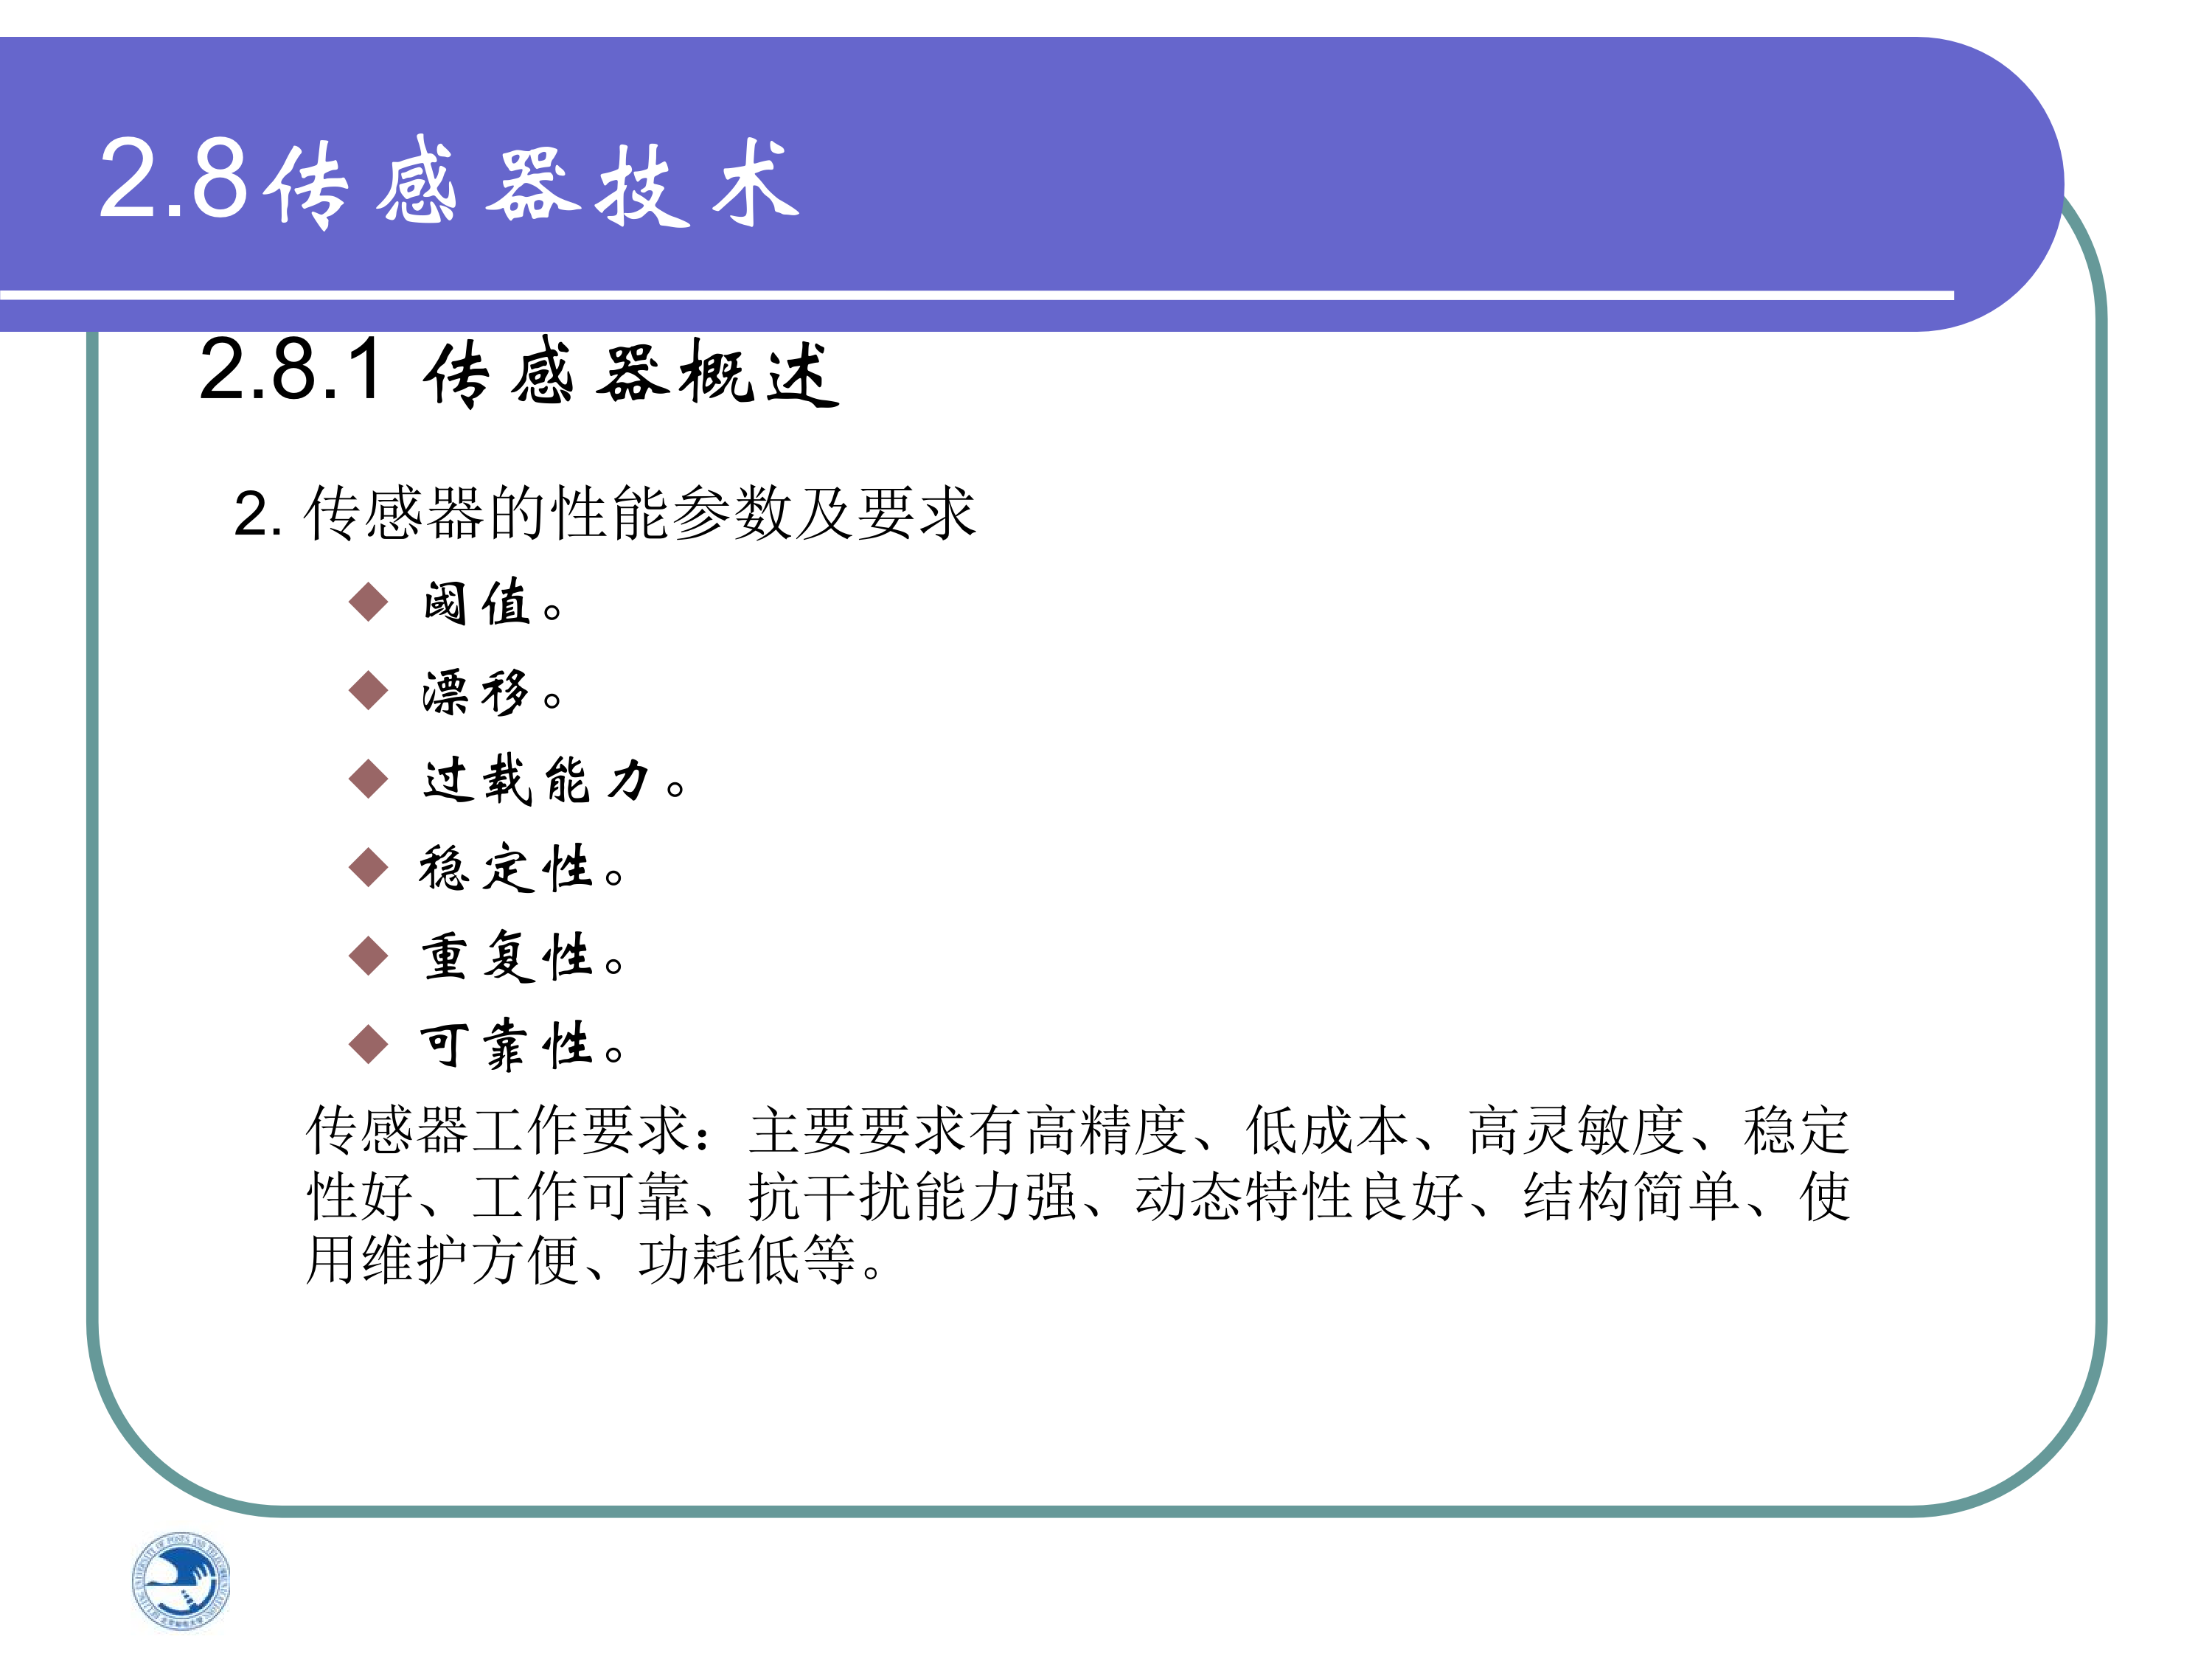 2.8传感器技术
2.8.1 传感器概述
2. 传感器的性能参数及要求
阈值。
漂移。
过载能力。
稳定性。
重复性。
可靠性。
传感器工作要求：主要要求有高精度、低成本、高灵敏度、稳定
性好、工作可靠、抗干扰能力强、动态特性良好、结构简单、使
用维护方便、功耗低等。